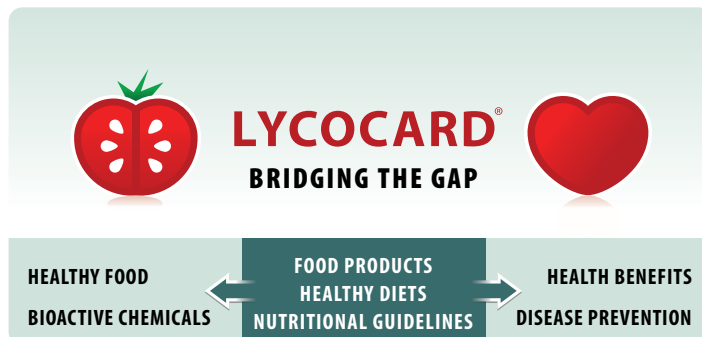 LYCOCARD®
BRIDGING THE GAP
HEALTHY FOOD
BIOACTIVE CHEMICALS
FOOD PRODUCTS
HEALTHY DIETS
NUTRITIONAL GUIDELINES
HEALTH BENEFITS
DISEASE PREVENTION